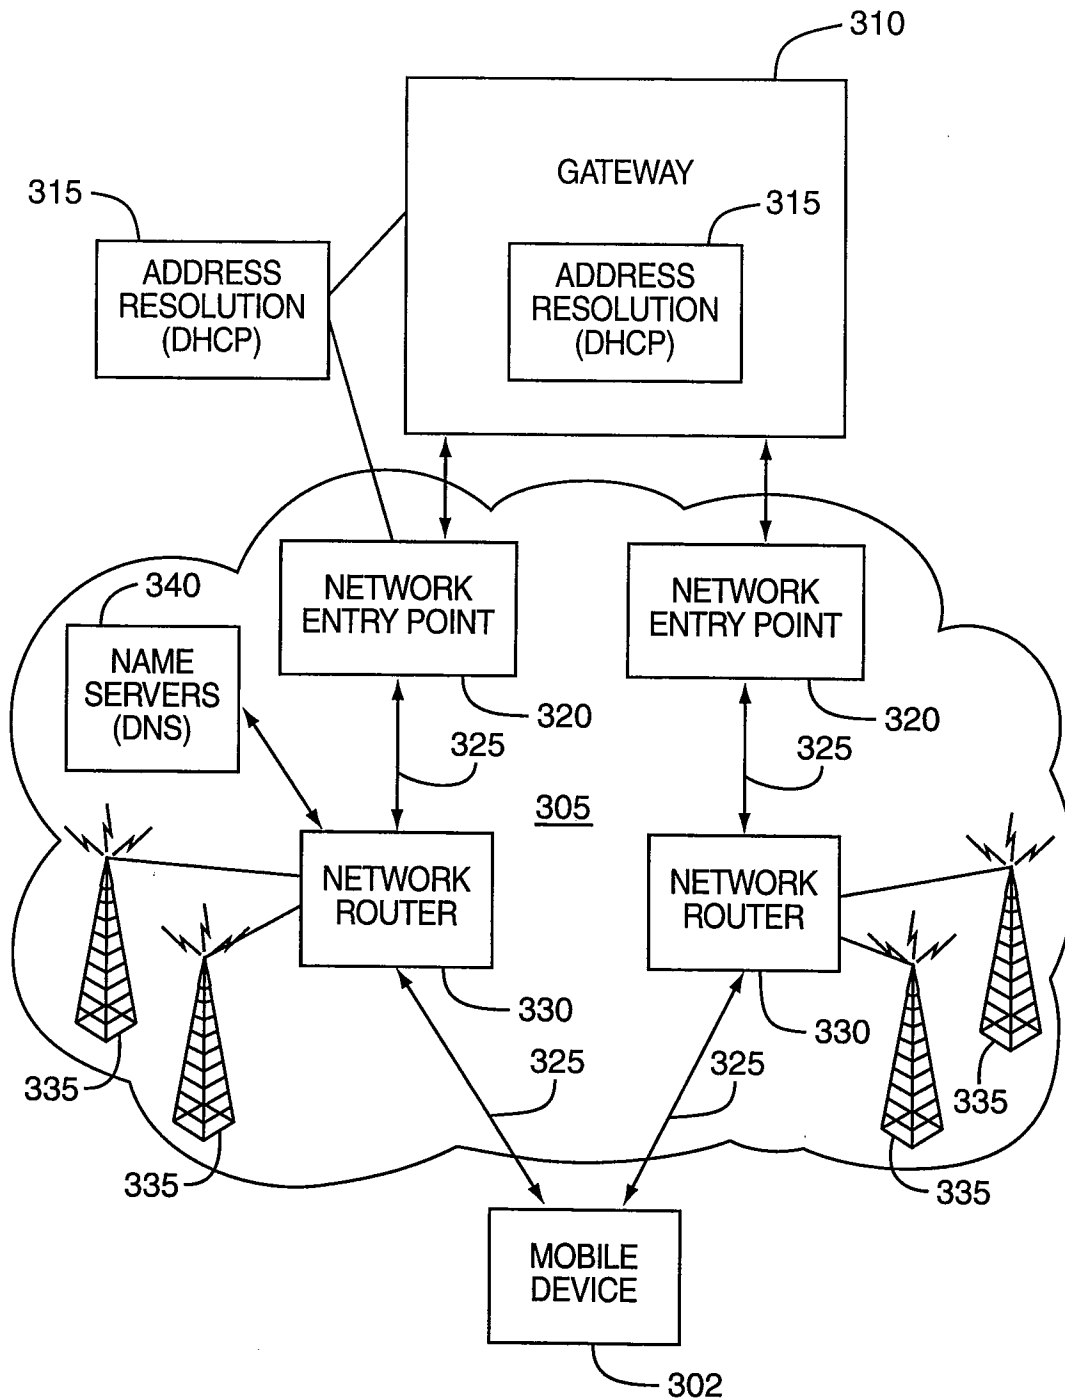 310
GATEWAY
315
315
ADDRESS
RESOLUTION
(DHCP)
ADDRESS
RESOLUTION
(DHCP)
340
NETWORK
ENTRY POINT
NETWORK
ENTRY POINT
NAME
SERVERS
(DNS)
320
320
325
325
305
NETWORK
ROUTER
NETWORK
ROUTER
330
330
325
325
335
335
335
335
MOBILE
DEVICE
302